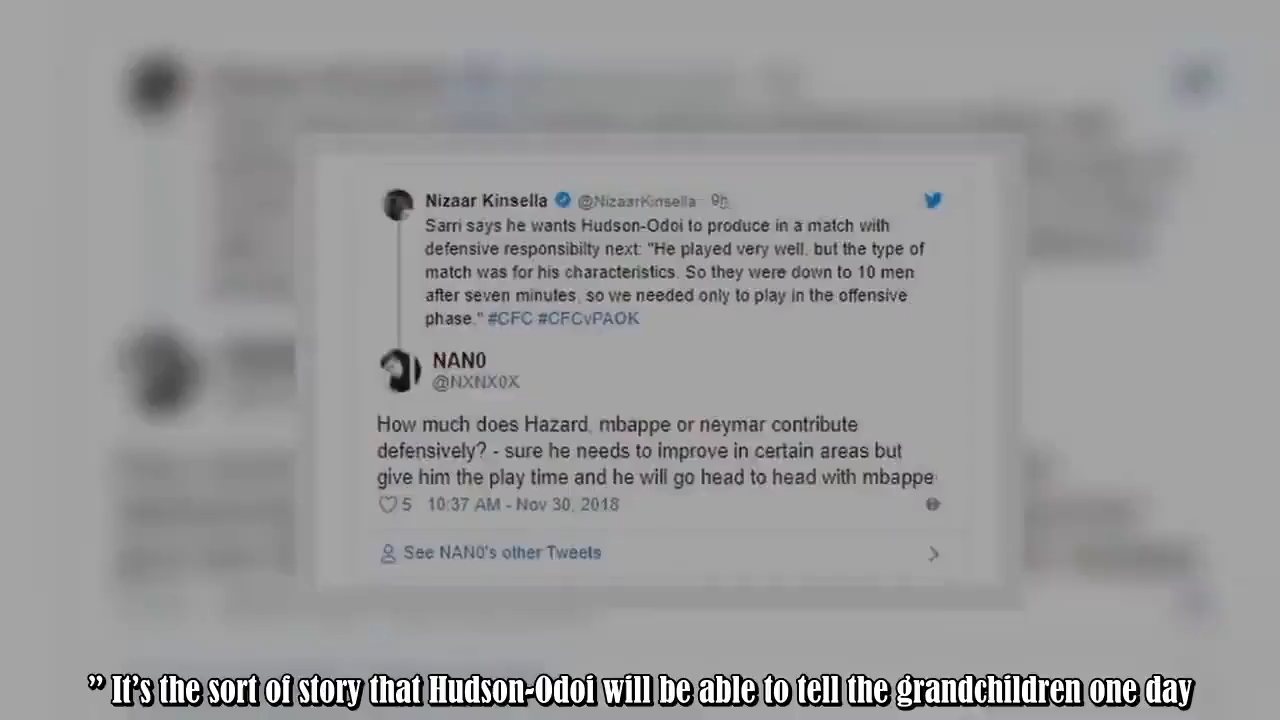 Nizaar Kinsella @NizaarKinsella · 9h
Sarri says he wants Hudson-Odoi to produce in a match with
defensive responsibilty next: "He played very well, but the type of
match was for his characteristics. So they were down to 10 men
after seven minutes, so we needed only to play in the offensive
phase." #CFC #CFCvPAOK
NAN0
@NXNX0X
How much does Hazard, mbappe or neymar contribute
defensively? - sure he needs to improve in certain areas but
give him the play time and he will go head to head with mbappe
5 10:37 AM - Nov 30, 2018
See NAN0's other Tweets
” It’s the sort of story that Hudson-Odoi will be able to tell the grandchildren one day